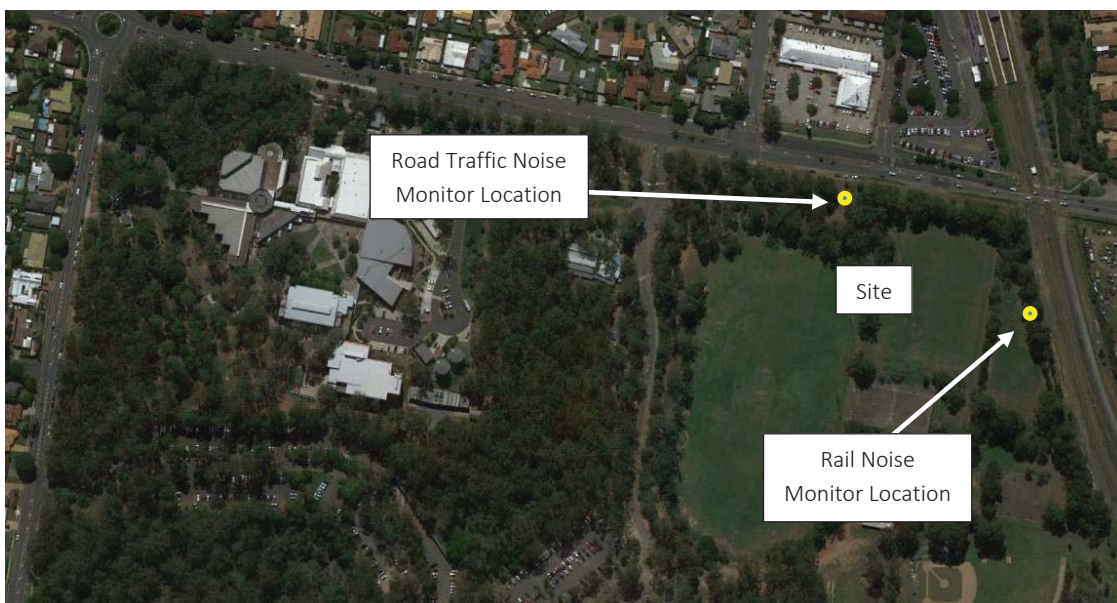 Road Traffic Noise
Monitor Location
Site
Rail Noise
Monitor Location